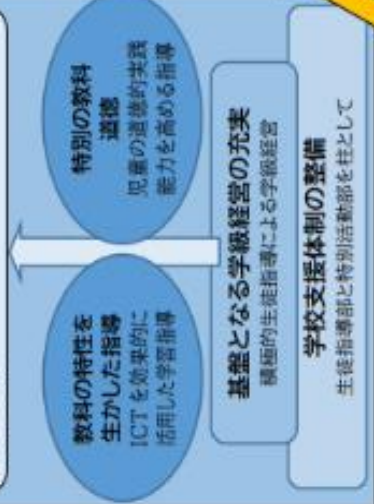 教科の特性を
生かした指導
ICTを効果的に
活用した学習指導
特別の教科
道徳
児童の道徳的実践
能力を高める指導
基盤となる学級経営の充実
積極的生徒指導による学級経営
学校支援体制の整備
生徒指導部と特別活動部を柱として